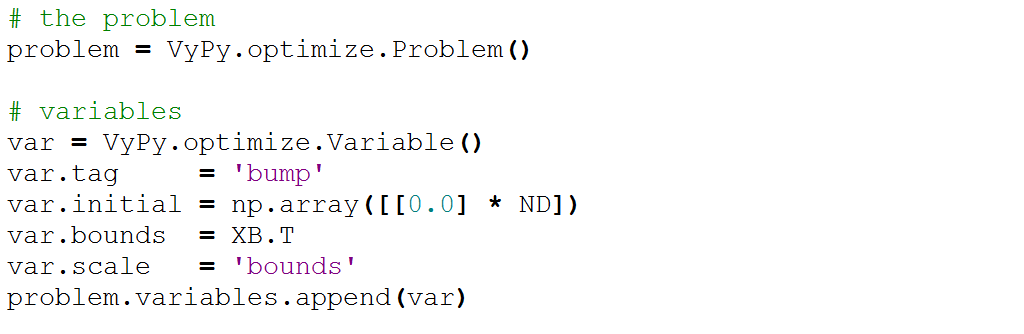 # the problem
problem = VyPy.optimize.Problem()
# variables
var = VyPy.optimize.Variable()
var.tag     = 'bump'
var.initial = np.array([[0.0] * ND])
var.bounds  = XB.T
var.scale   = 'bounds'
problem.variables.append(var)